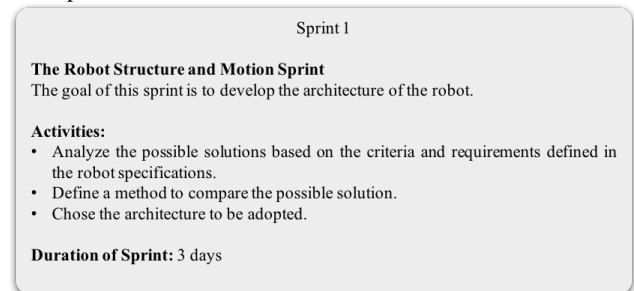 Sprint 1
The Robot Structure and Motion Sprint
The goal of this sprint is to develop the architecture of the robot.
Activities:
• Analyze the possible solutions based on the criteria and requirements defined in
the robot specifications.
• Define a method to compare the possible solution.
• Chose the architecture to be adopted.
Duration of Sprint: 3 days